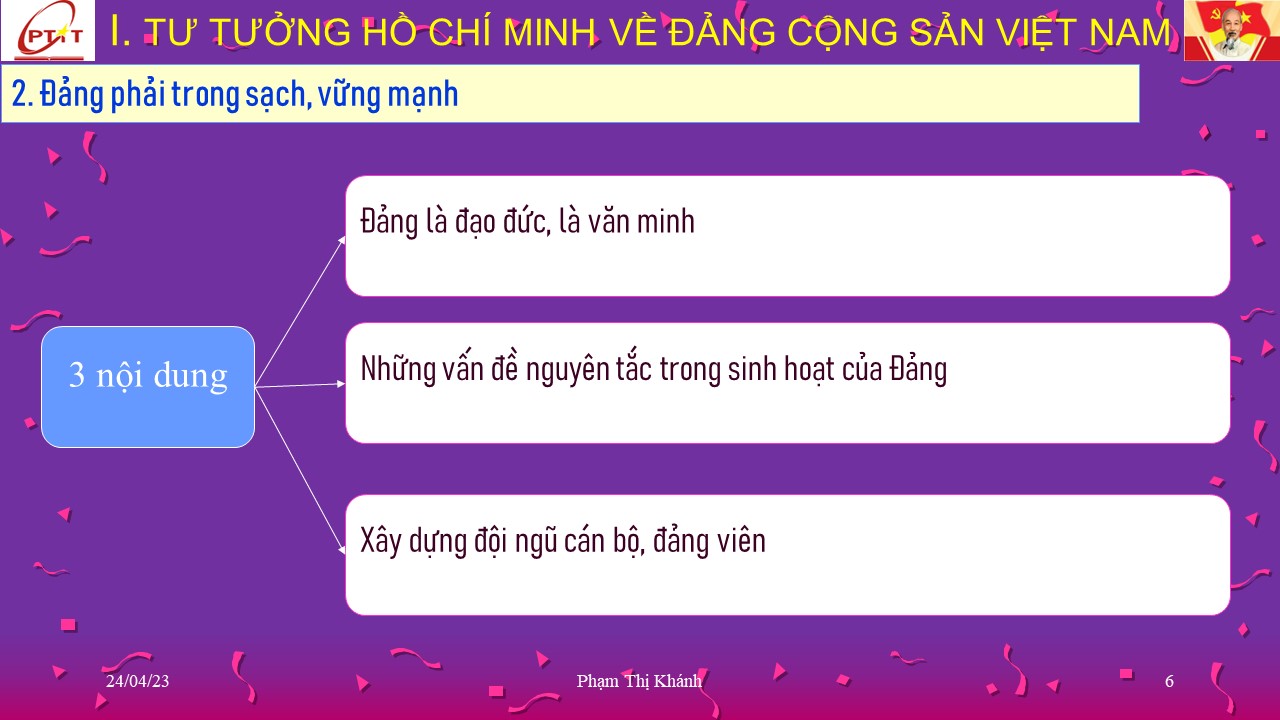 PTIT
I. TƯ TƯỞNG HỒ CHÍ MINH VỀ ĐẢNG CỘNG SẢN VIỆT NAM
2. Đảng phải trong sạch, vững mạnh
Đảng là đạo đức, là văn minh
3 nội dung
Những vấn đề nguyên tắc trong sinh hoạt của Đảng
Xây dựng đội ngũ cán bộ, đảng viên
24/04/23
Phạm Thị Khánh
6